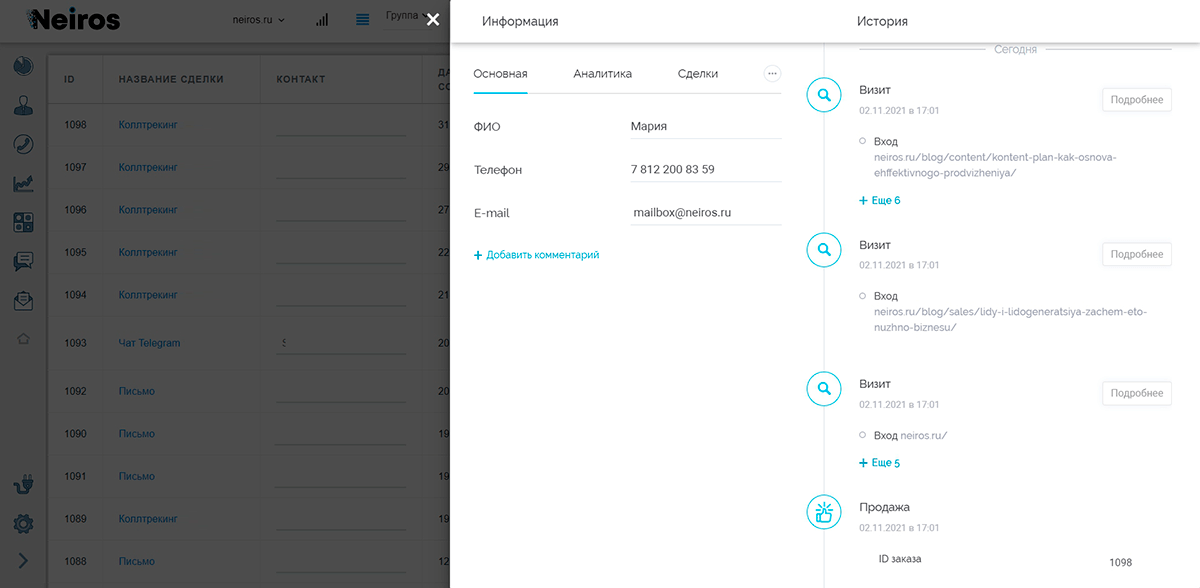 Neiros
neiros.ru
Группа
ID
НАЗВАНИЕ СДЕЛКИ
КОНТАКТ
1098
Коллтрекинг
31
1097
Коллтрекинг
29
1096
Коллтрекинг
27
1095
Коллтрекинг
22
1094
Коллтрекинг
21
1093
Чат Telegram
20
1092
Письмо
20
1090
Письмо
19
1091
Письмо
19
1089
Коллтрекинг
19
1088
Письмо
12
Информация
Основная
Аналитика
Сделки
ФИО
Мария
Телефон
7 812 200 83 59
E-mail
mailbox@neiros.ru
+ Добавить комментарий
История
Сегодня
Визит
Подробнее
02.11.2021 в 17:01
Вход
neiros.ru/blog/content/kontent-plan-kak-osnova-
ehffektivnogo-prodvizheniya/
+ Еще 6
Визит
Подробнее
02.11.2021 в 17:01
Вход
neiros.ru/blog/sales/lidy-i-lidogeneratsiya-zachem-eto-
nuzhno-biznesu/
Визит
Подробнее
02.11.2021 в 17:01
Вход neiros.ru/
+ Еще 5
Продажа
02.11.2021 в 17:01
ID заказа
1098